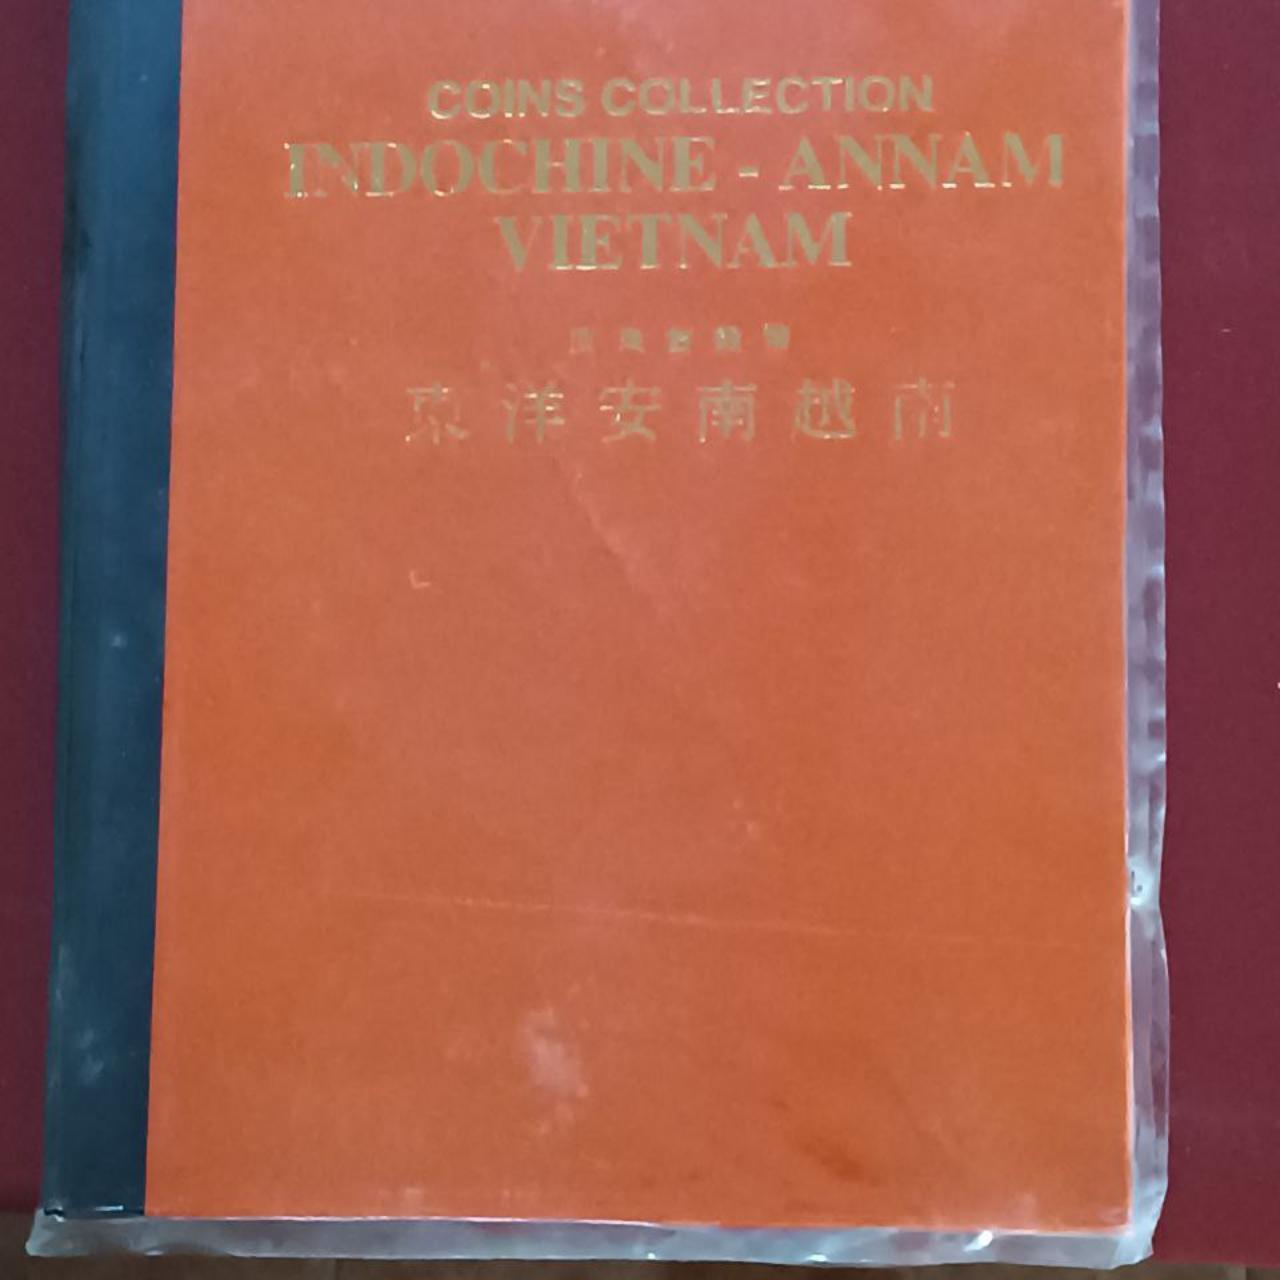 COINS COLLECTION
INDOCHINE - ANNAM
VIETNAM
東洋安南越南